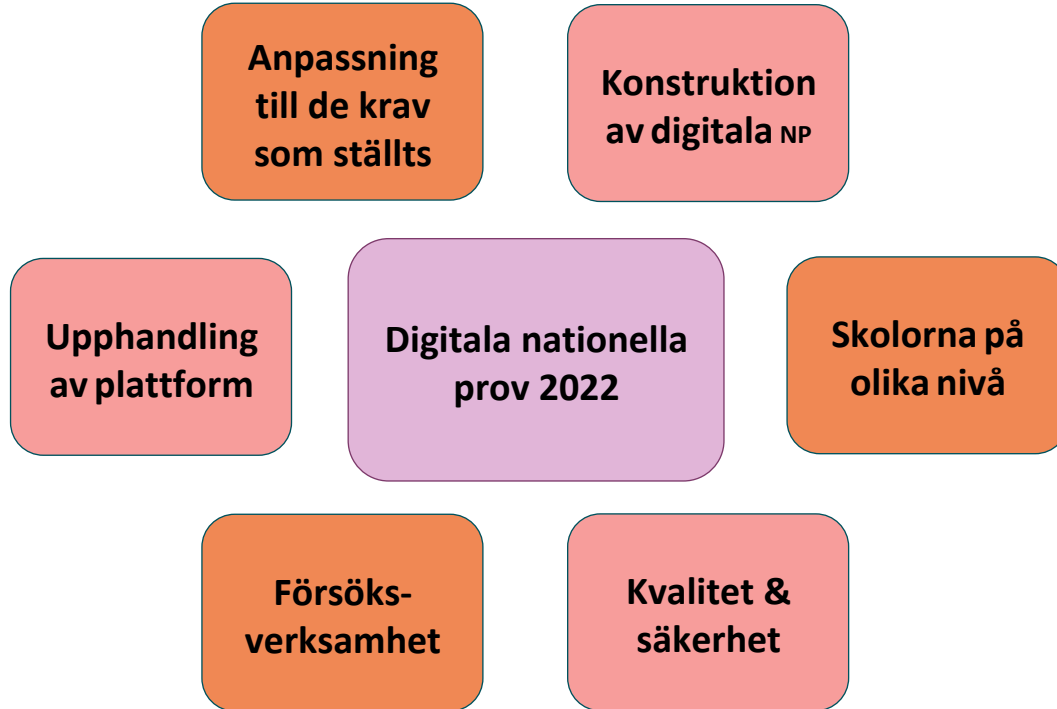 Anpassning
till de krav
som ställts
Konstruktion
av digitala NP
Upphandling
av plattform
Digitala nationella
prov 2022
Skolorna på
olika nivå
Försöks-
verksamhet
Kvalitet &
säkerhet